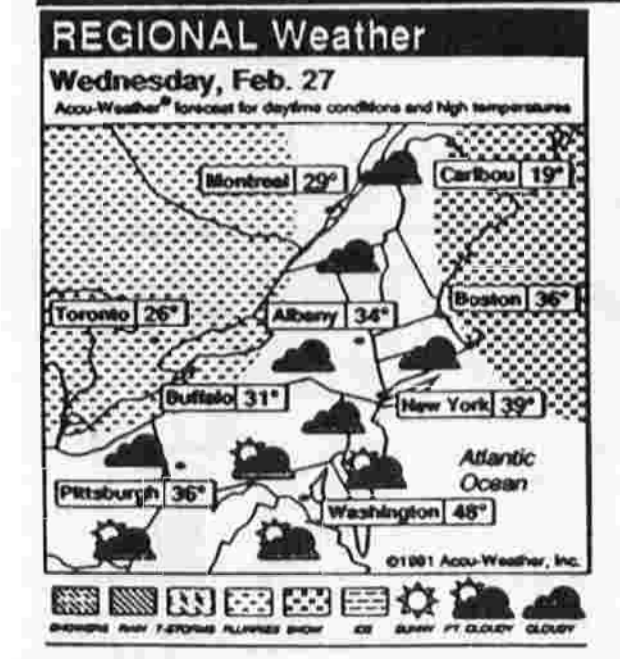 REGIONAL Weather
Wednesday, Feb. 27
Accu-Weather® forecast for daytime conditions and high temperatures
Montreal 29°
Caribou 19°
Toronto 26°
Albany 34°
Boston 36°
Buffalo 31°
New York 39°
Atlantic
Ocean
Pittsburgh 36°
Washington 48°
©1991 Accu-Weather, Inc.
SHOWERS RAIN T-STORMS FLURRIES SNOW ICE SUNNY PT. CLOUDY CLOUDY